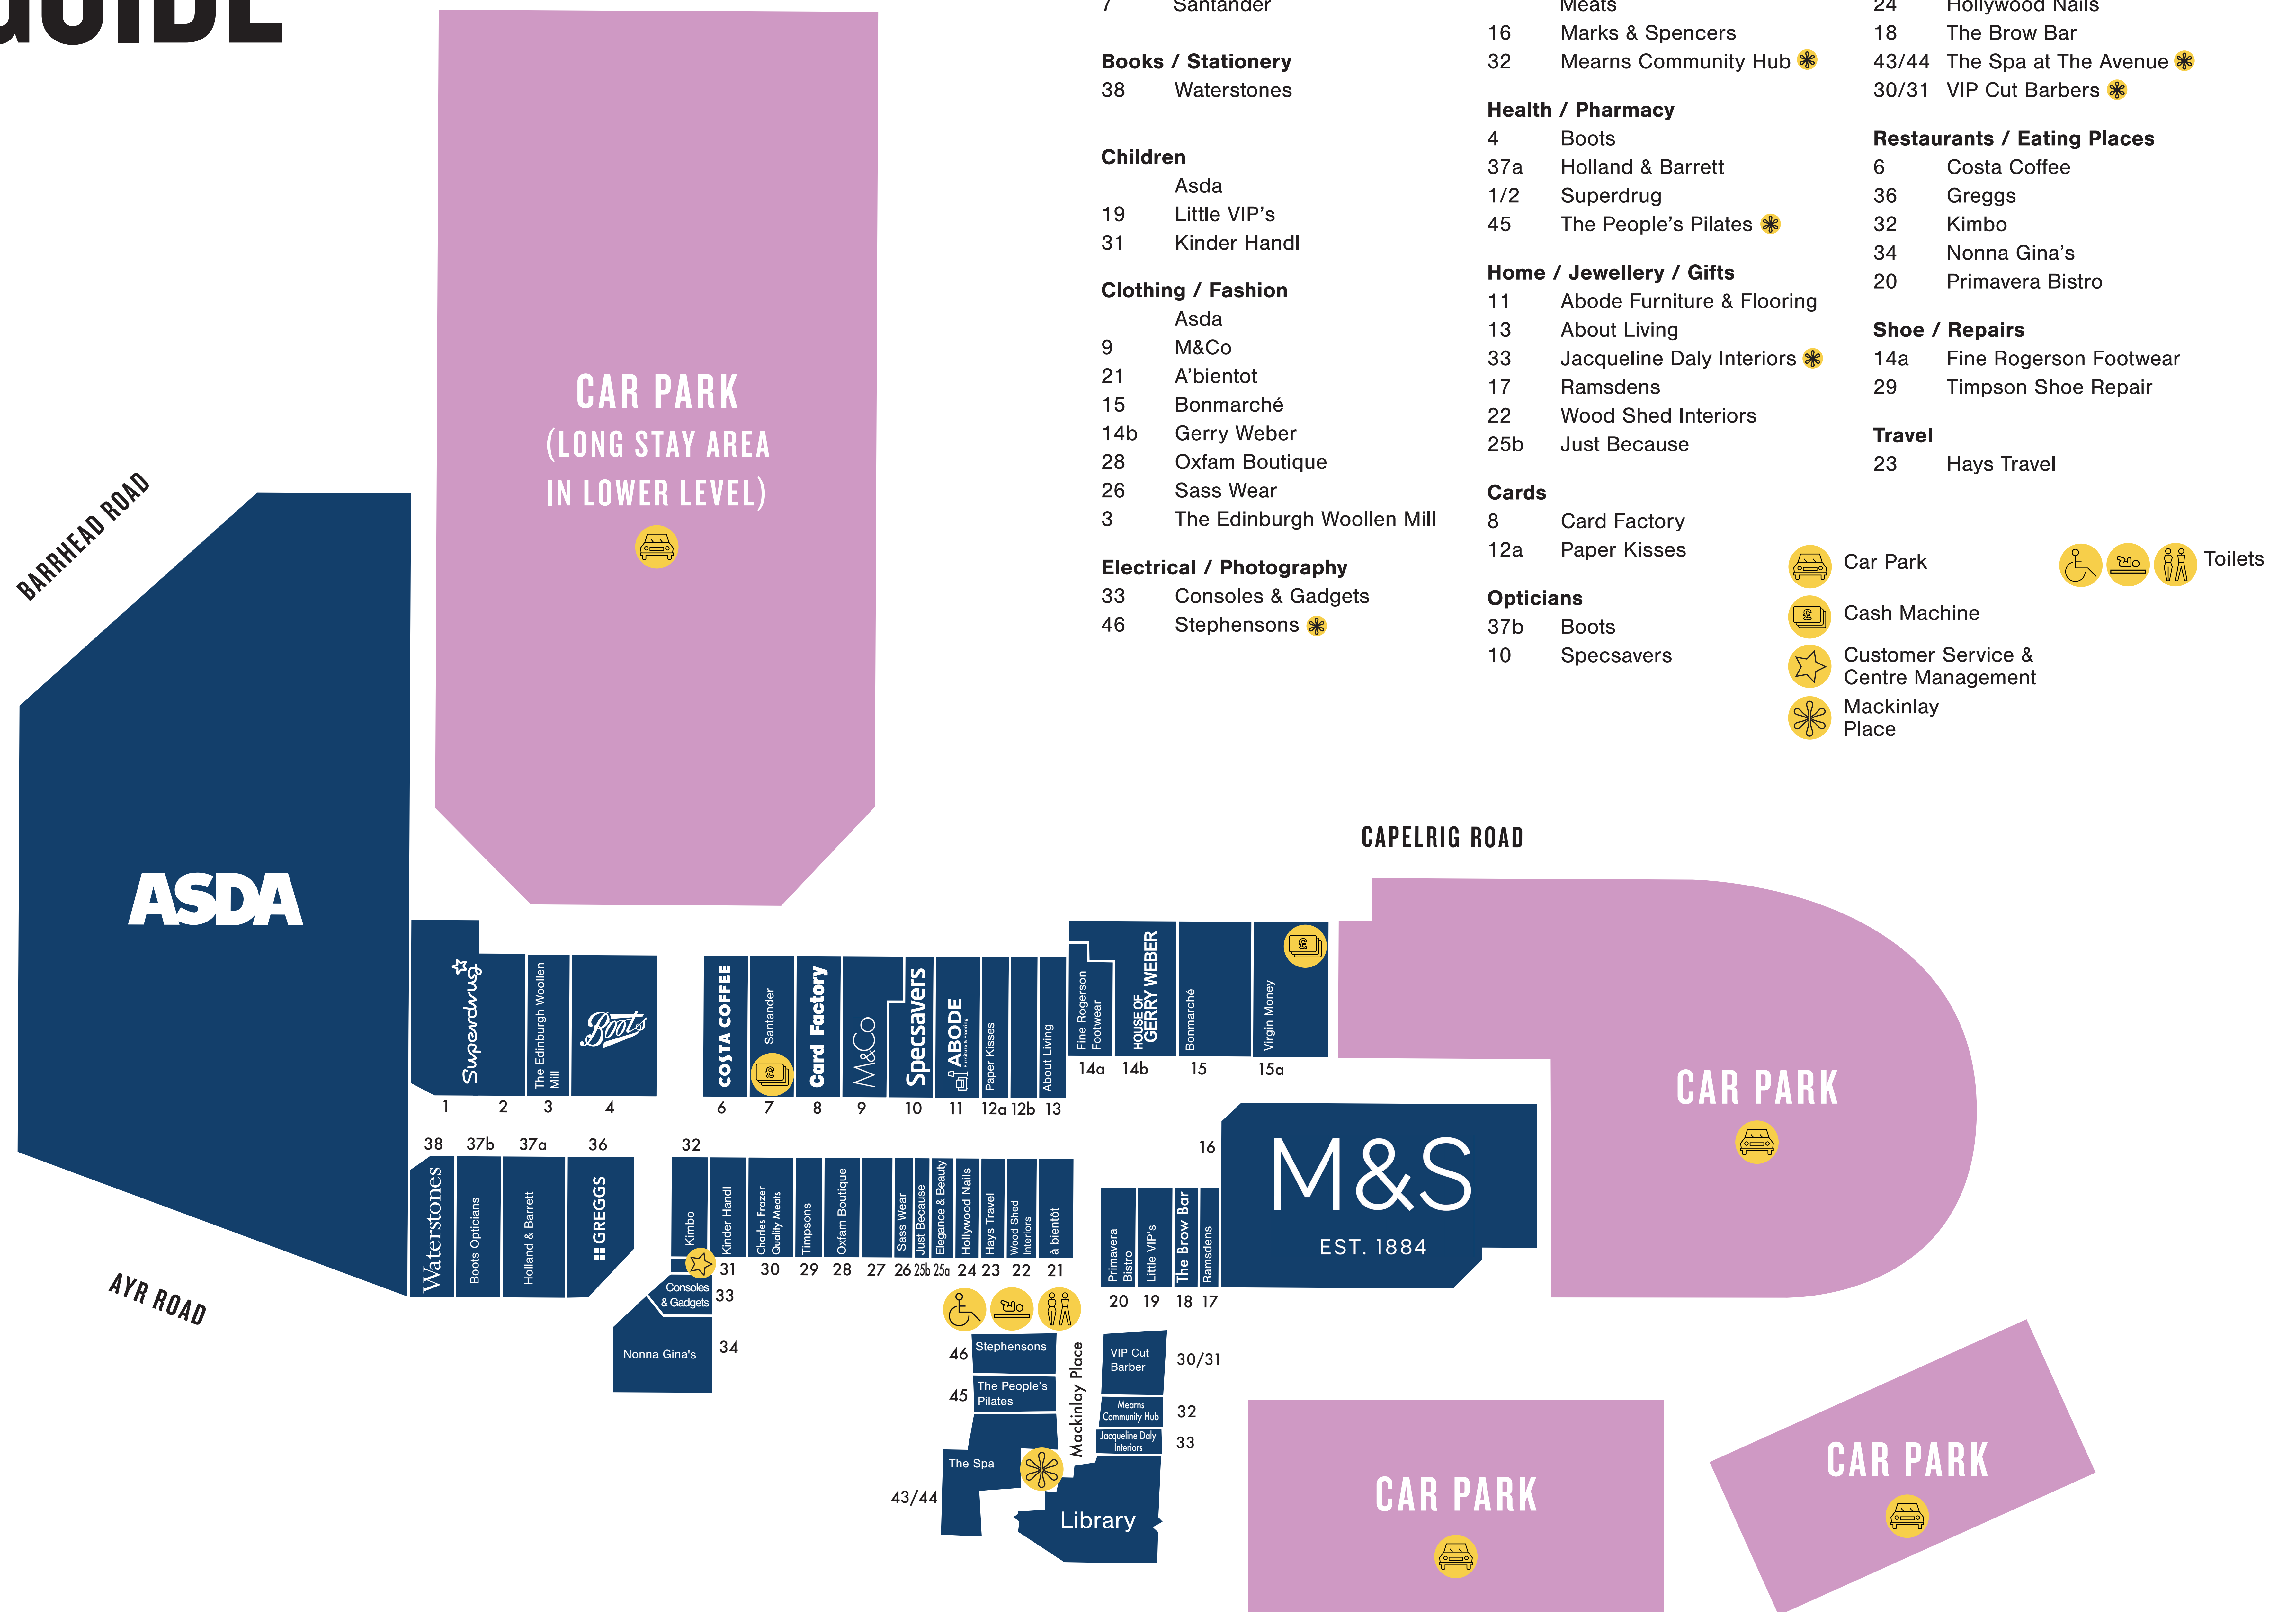 GUIDE
7 Santander
Books / Stationery
38 Waterstones
Children
Asda
19 Little VIP's
31 Kinder Handl
Clothing / Fashion
Asda
9 M&Co
21 A'bientot
15 Bonmarché
14b Gerry Weber
28 Oxfam Boutique
26 Sass Wear
3 The Edinburgh Woollen Mill
Electrical / Photography
33 Consoles & Gadgets
46 Stephensons
Meats
16 Marks & Spencers
32 Mearns Community Hub
Health / Pharmacy
4 Boots
37a Holland & Barrett
1/2 Superdrug
45 The People's Pilates
Home / Jewellery / Gifts
11 Abode Furniture & Flooring
13 About Living
33 Jacqueline Daly Interiors
17 Ramsdens
22 Wood Shed Interiors
25b Just Because
Cards
8 Card Factory
12a Paper Kisses
Opticians
37b Boots
10 Specsavers
24 Hollywood Nails
18 The Brow Bar
43/44 The Spa at The Avenue
30/31 VIP Cut Barbers
Restaurants / Eating Places
6 Costa Coffee
36 Greggs
32 Kimbo
34 Nonna Gina's
20 Primavera Bistro
Shoe / Repairs
14a Fine Rogerson Footwear
29 Timpson Shoe Repair
Travel
23 Hays Travel
Car Park
Toilets
Cash Machine
Customer Service &
Centre Management
Mackinlay
Place
CAR PARK
(LONG STAY AREA
IN LOWER LEVEL)
BARRHEAD ROAD
ASDA
AYR ROAD
CAPELRIG ROAD
Superdrug
The Edinburgh Woollen
Mill
Boots
COSTA COFFEE
Santander
£
Card Factory
M&Co
Specsavers
ABODE
Furniture & Flooring
Paper Kisses
About Living
Fine Rogerson
Footwear
HOUSE OF
GERRY WEBER
Bonmarché
Virgin Money
£
1 2 3 4 6 7 8 9 10 11 12a 12b 13 14a 14b 15 15a
CAR PARK
38 37b 37a 36 32 16
Waterstones
Boots Opticians
Holland & Barrett
GREGGS
Kimbo
Kinder Handl
Charles Frazer
Quality Meats
Timpsons
Oxfam Boutique
Sass Wear
Just Because
Elegance & Beauty
Hollywood Nails
Hays Travel
Wood Shed
Interiors
à bientôt
Primavera
Bistro
Little VIP's
The Brow Bar
Ramsdens
M&S
EST. 1884
31 30 29 28 27 26 25b 25a 24 23 22 21
20 19 18 17
Consoles
& Gadgets
33
Nonna Gina's
34
46
Stephensons
45
The People's
Pilates
The Spa
43/44
Mackinlay Place
VIP Cut
Barber
30/31
Mearns
Community Hub
32
Jacqueline Daly
Interiors
33
Library
CAR PARK
CAR PARK